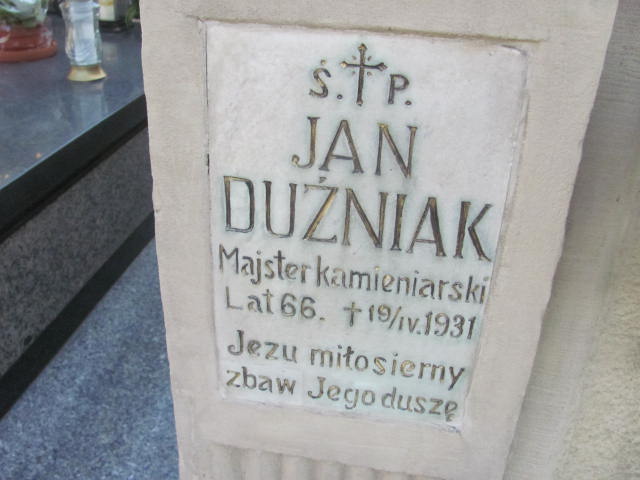 Ś. † P.
JAN
DUŹNIAK
Majster kamieniarski
Lat 66. † 19/IV.1931
Jezu miłosierny
zbaw Jego duszę